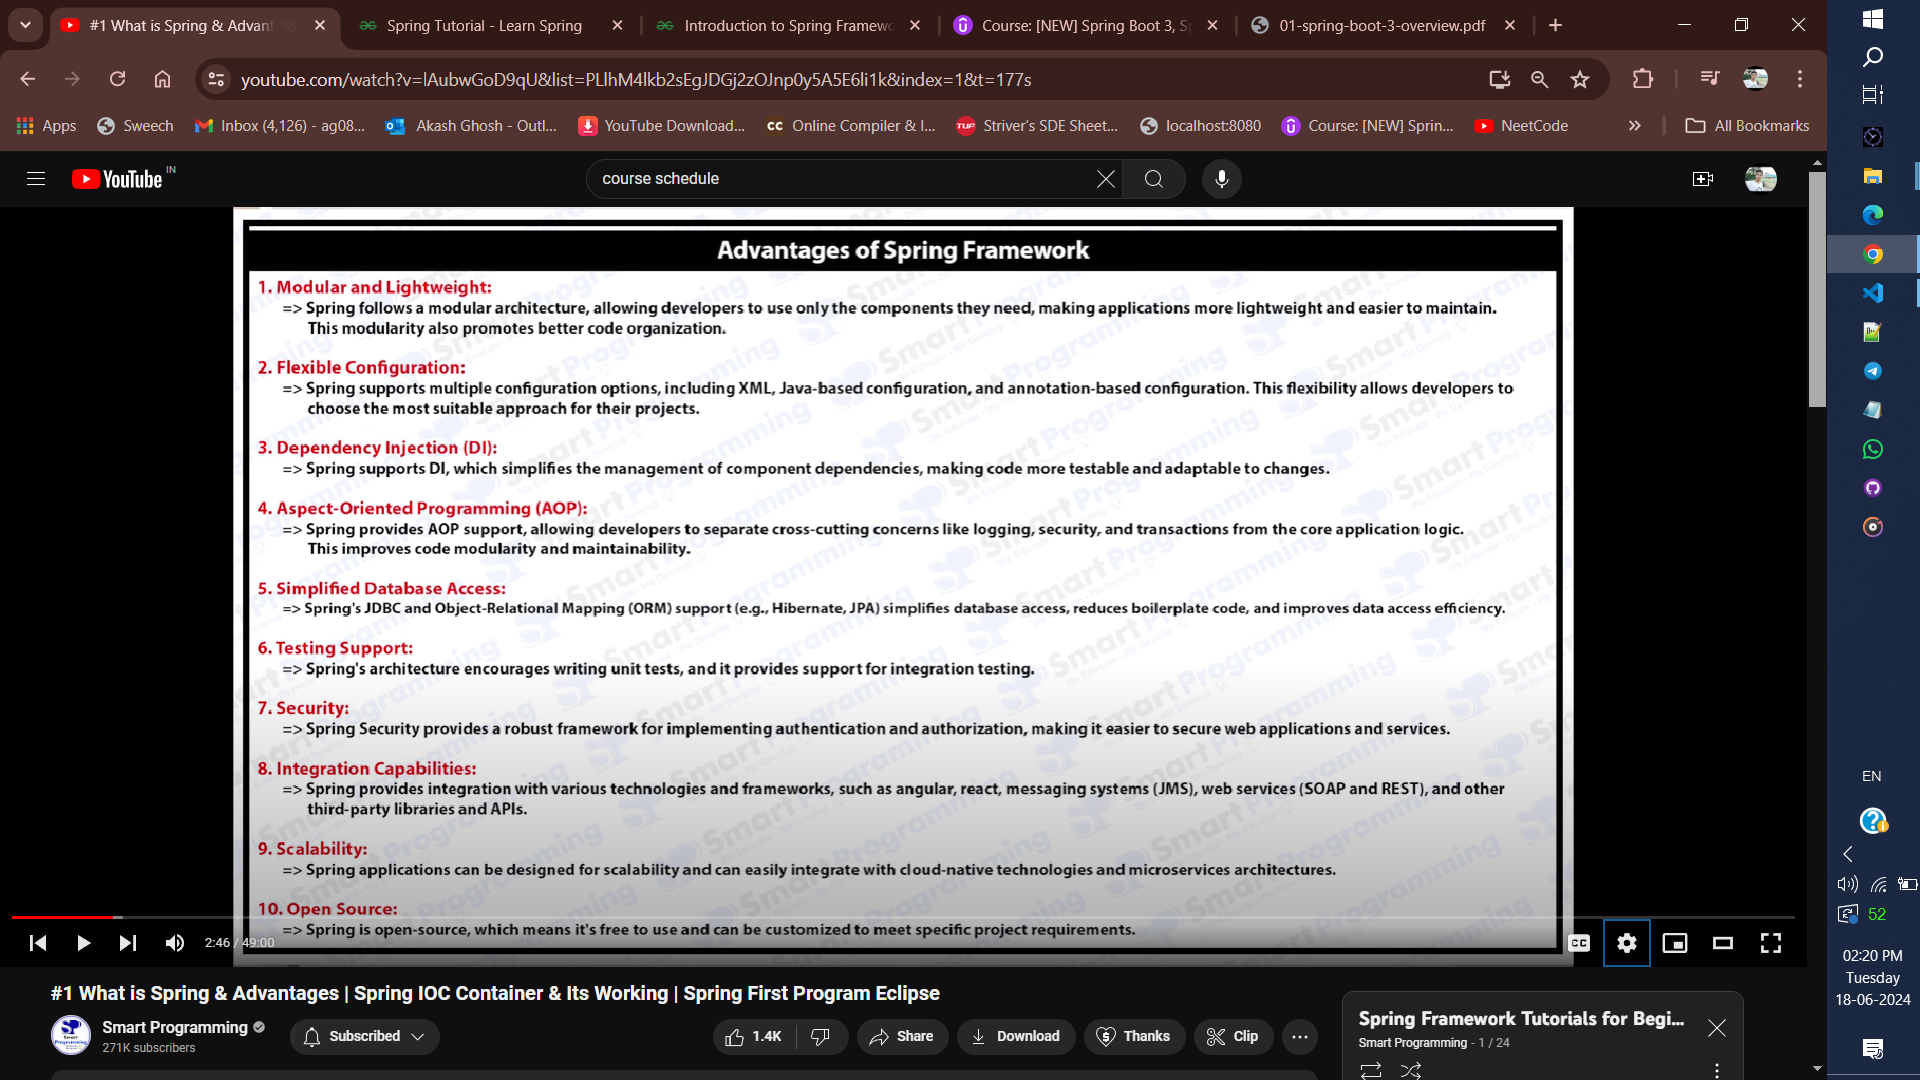 #1 What is Spring & Advant
Spring Tutorial - Learn Spring
Introduction to Spring Framew
Course: [NEW] Spring Boot 3, S
01-spring-boot-3-overview.pdf
youtube.com/watch?v=lAubwGoD9qU&list=PLlhM4lkb2sEgJDGj2zOJnp0y5A5E6li1k&index=1&t=177s
Apps
Sweech
Inbox (4,126) - ag08...
Akash Ghosh - Outl...
YouTube Download...
CC Online Compiler & I...
TUF Striver's SDE Sheet...
localhost:8080
Course: [NEW] Sprin...
NeetCode
All Bookmarks
YouTube IN
course schedule
Advantages of Spring Framework
1. Modular and Lightweight:
=> Spring follows a modular architecture, allowing developers to use only the components they need, making applications more lightweight and easier to maintain.
This modularity also promotes better code organization.
2. Flexible Configuration:
=> Spring supports multiple configuration options, including XML, Java-based configuration, and annotation-based configuration. This flexibility allows developers to
choose the most suitable approach for their projects.
3. Dependency Injection (DI):
=> Spring supports DI, which simplifies the management of component dependencies, making code more testable and adaptable to changes.
4. Aspect-Oriented Programming (AOP):
=> Spring provides AOP support, allowing developers to separate cross-cutting concerns like logging, security, and transactions from the core application logic.
This improves code modularity and maintainability.
5. Simplified Database Access:
=> Spring's JDBC and Object-Relational Mapping (ORM) support (e.g., Hibernate, JPA) simplifies database access, reduces boilerplate code, and improves data access efficiency.
6. Testing Support:
=> Spring's architecture encourages writing unit tests, and it provides support for integration testing.
7. Security:
=> Spring Security provides a robust framework for implementing authentication and authorization, making it easier to secure web applications and services.
8. Integration Capabilities:
=> Spring provides integration with various technologies and frameworks, such as angular, react, messaging systems (JMS), web services (SOAP and REST), and other
third-party libraries and APIs.
9. Scalability:
=> Spring applications can be designed for scalability and can easily integrate with cloud-native technologies and microservices architectures.
10. Open Source:
=> Spring is open-source, which means it's free to use and can be customized to meet specific project requirements.
2:46 / 49:00
CC
#1 What is Spring & Advantages | Spring IOC Container & Its Working | Spring First Program Eclipse
Smart Programming
271K subscribers
Subscribed
1.4K
Share
Download
Thanks
Clip
Spring Framework Tutorials for Begi...
Smart Programming - 1 / 24
EN
52
02:20 PM
Tuesday
18-06-2024